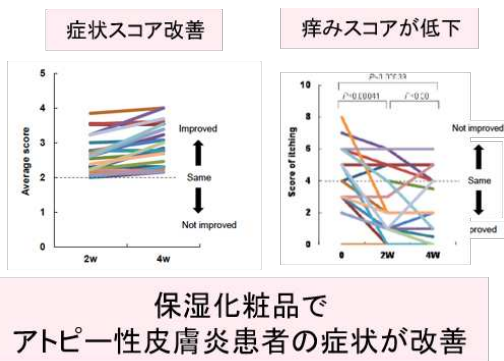 症状スコア改善
痒みスコアが低下
5
4
3
2
1
0
Average score
2w
4w
Improved
Same
Not improved
10
8
6
4
2
0
Score of itching
0
2W
4W
Not improved
Same
保湿化粧品で
アトピー性皮膚炎患者の症状が改善